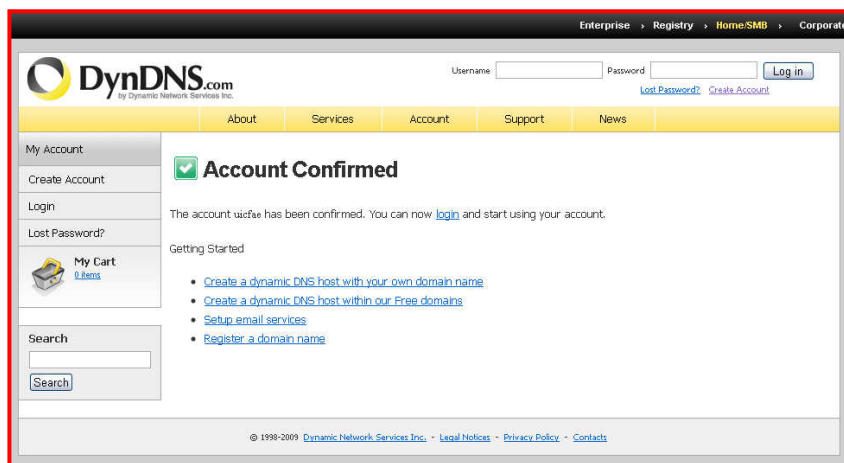 Enterprise › Registry › Home/SMB › Corporate
DynDNS.com
by Dynamic Network Services Inc.
Username
Password
Log in
Lost Password? Create Account
About Services Account Support News
My Account
Create Account
Login
Lost Password?
My Cart
0 items
Search
Search
Account Confirmed
The account uicfae has been confirmed. You can now login and start using your account.
Getting Started
• Create a dynamic DNS host with your own domain name
• Create a dynamic DNS host within our Free domains
• Setup email services
• Register a domain name
© 1998-2009 Dynamic Network Services Inc. - Legal Notices - Privacy Policy - Contacts